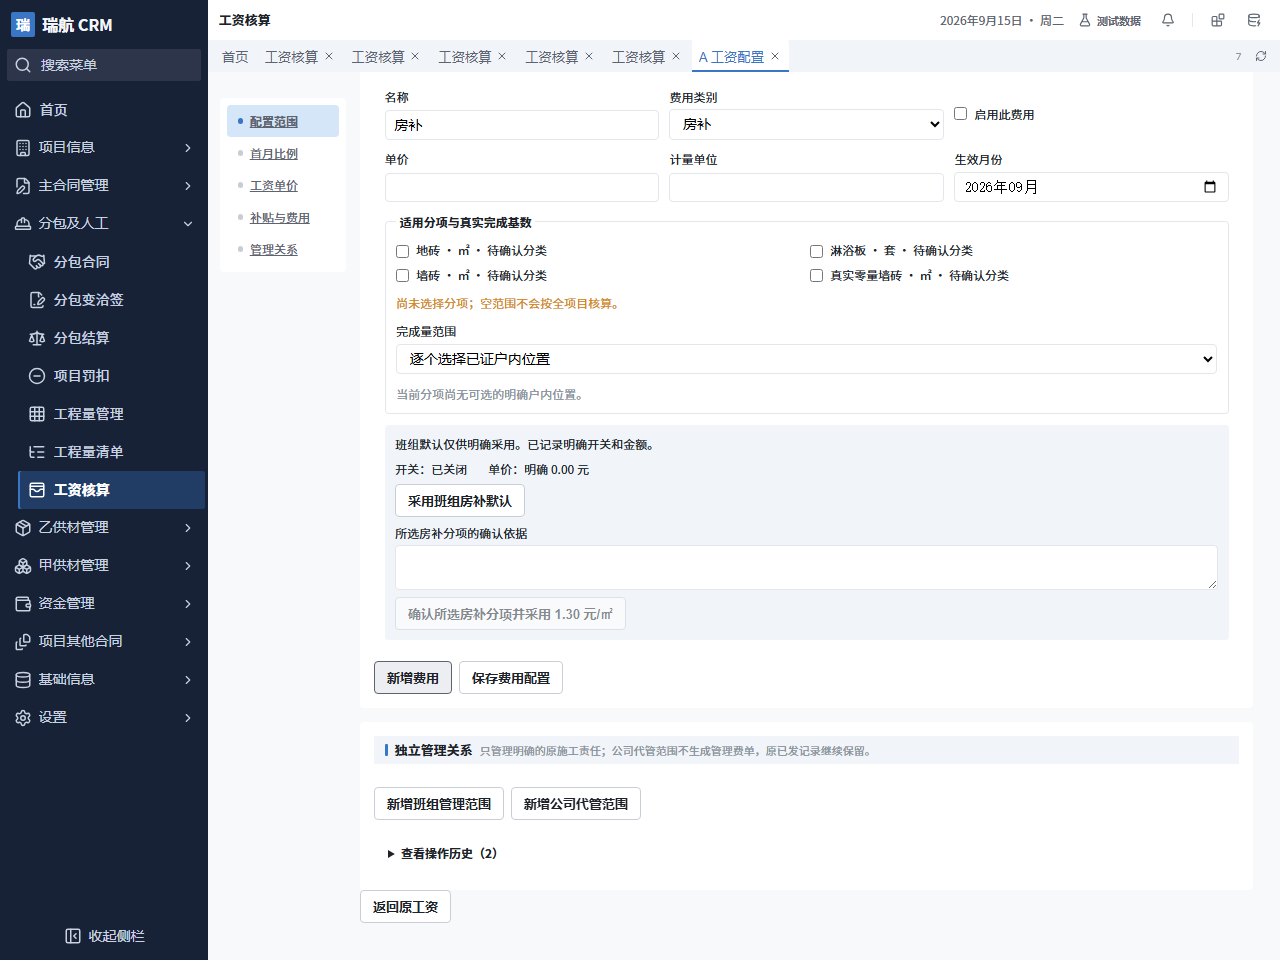 瑞 瑞航 CRM
搜索菜单
首页
项目信息
主合同管理
分包及人工
分包合同
分包变洽签
分包结算
项目罚扣
工程量管理
工程量清单
工资核算
乙供材管理
甲供材管理
资金管理
项目其他合同
基础信息
设置
收起侧栏
工资核算
2026年9月15日 · 周二 测试数据
首页 工资核算 × 工资核算 × 工资核算 × 工资核算 × 工资核算 × A 工资配置 × 7
配置范围
首月比例
工资单价
补贴与费用
管理关系
名称 费用类别
房补 房补 启用此费用
单价 计量单位 生效月份
2026年09月
适用分项与真实完成基数
地砖 · ㎡ · 待确认分类 淋浴板 · 套 · 待确认分类
墙砖 · ㎡ · 待确认分类 真实零量墙砖 · ㎡ · 待确认分类
尚未选择分项；空范围不会按全项目核算。
完成量范围
逐个选择已证户内位置
当前分项尚无可选的明确户内位置。
班组默认仅供明确采用。已记录明确开关和金额。
开关：已关闭 单价：明确 0.00 元
采用班组房补默认
所选房补分项的确认依据
确认所选房补分项并采用 1.30 元/㎡
新增费用 保存费用配置
独立管理关系 只管理明确的原施工责任；公司代管范围不生成管理费单，原已发记录继续保留。
新增班组管理范围 新增公司代管范围
▶ 查看操作历史（2）
返回原工资